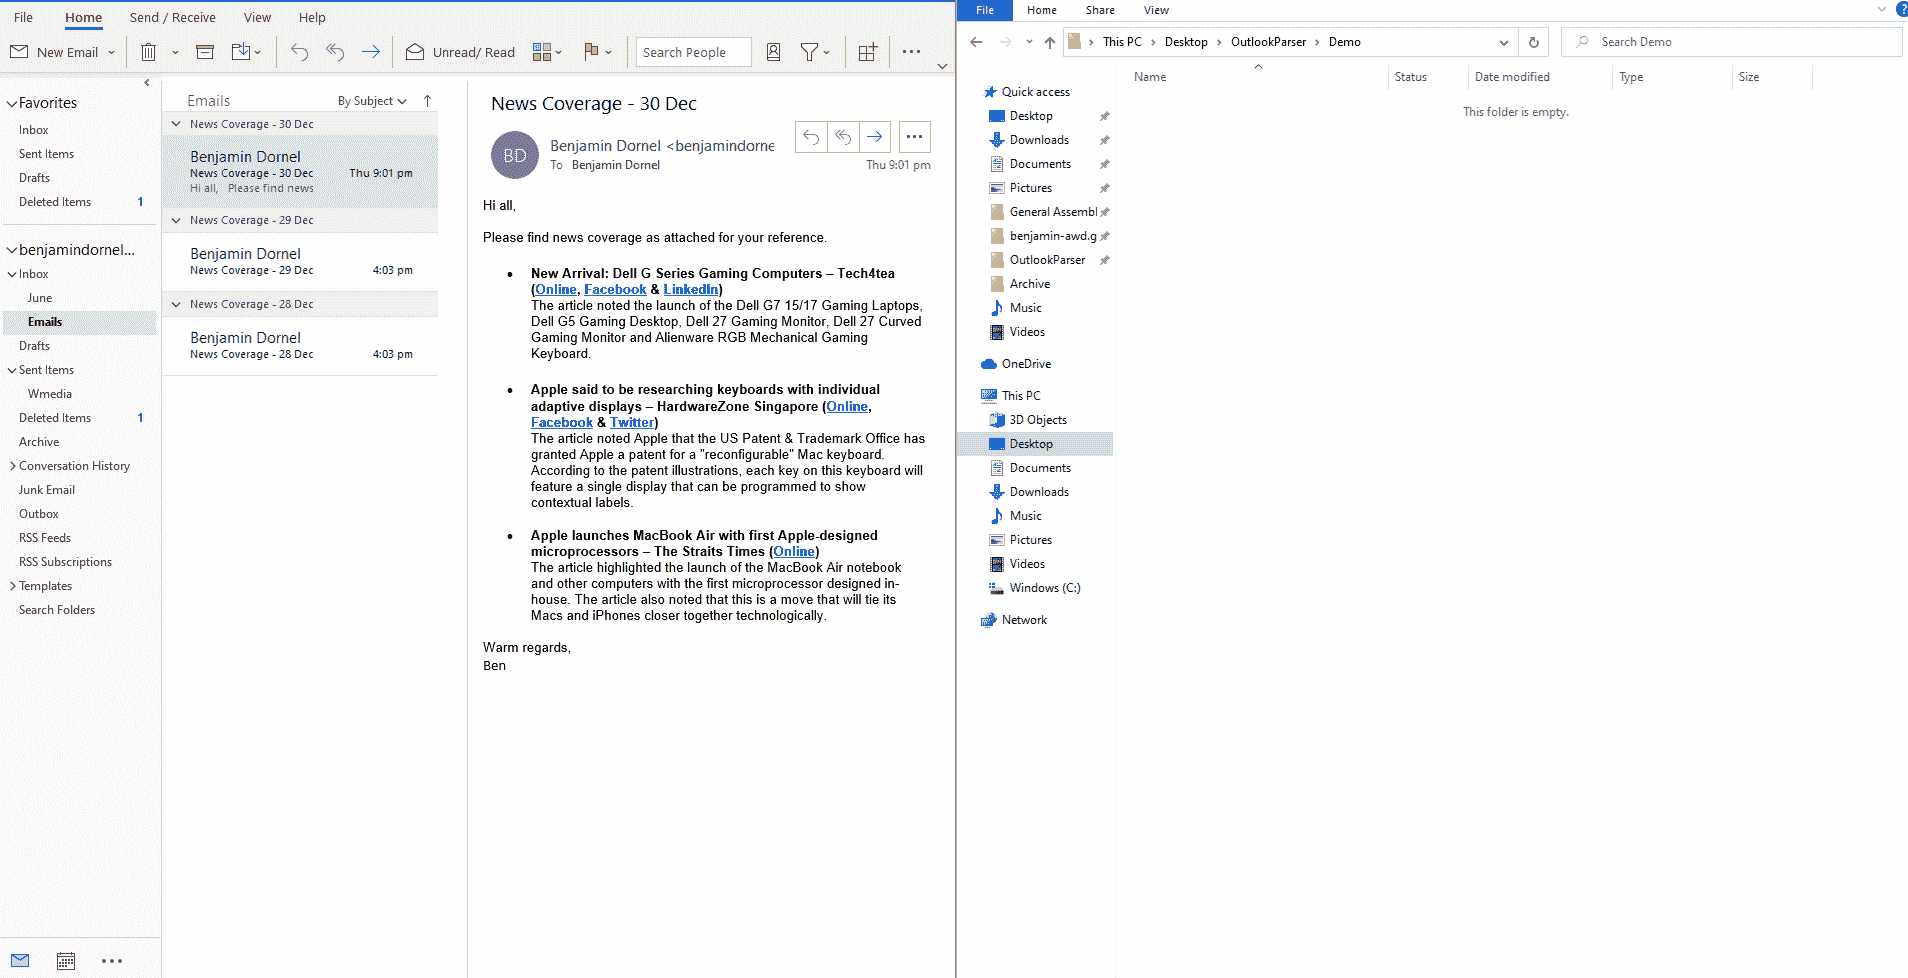 File Home Send / Receive View Help
New Email Unread/ Read Search People
Favorites
Inbox
Sent Items
Drafts
Deleted Items 1
benjamindornel...
Inbox
June
Emails
Drafts
Sent Items
Wmedia
Deleted Items 1
Archive
Conversation History
Junk Email
Outbox
RSS Feeds
RSS Subscriptions
Templates
Search Folders
Emails By Subject
News Coverage - 30 Dec
Benjamin Dornel
News Coverage - 30 Dec Thu 9:01 pm
Hi all, Please find news
News Coverage - 29 Dec
Benjamin Dornel
News Coverage - 29 Dec 4:03 pm
News Coverage - 28 Dec
Benjamin Dornel
News Coverage - 28 Dec 4:03 pm
News Coverage - 30 Dec
BD
Benjamin Dornel <benjamindorne
To Benjamin Dornel Thu 9:01 pm
Hi all,
Please find news coverage as attached for your reference.
• New Arrival: Dell G Series Gaming Computers – Tech4tea
(Online, Facebook & LinkedIn)
The article noted the launch of the Dell G7 15/17 Gaming Laptops,
Dell G5 Gaming Desktop, Dell 27 Gaming Monitor, Dell 27 Curved
Gaming Monitor and Alienware RGB Mechanical Gaming
Keyboard.
• Apple said to be researching keyboards with individual
adaptive displays – HardwareZone Singapore (Online,
Facebook & Twitter)
The article noted Apple that the US Patent & Trademark Office has
granted Apple a patent for a "reconfigurable" Mac keyboard.
According to the patent illustrations, each key on this keyboard will
feature a single display that can be programmed to show
contextual labels.
• Apple launches MacBook Air with first Apple-designed
microprocessors – The Straits Times (Online)
The article highlighted the launch of the MacBook Air notebook
and other computers with the first microprocessor designed in-
house. The article also noted that this is a move that will tie its
Macs and iPhones closer together technologically.
Warm regards,
Ben
File Home Share View ?
This PC › Desktop › OutlookParser › Demo Search Demo
Name Status Date modified Type Size
This folder is empty.
Quick access
Desktop
Downloads
Documents
Pictures
General Assembl
benjamin-awd.g
OutlookParser
Archive
Music
Videos
OneDrive
This PC
3D Objects
Desktop
Documents
Downloads
Music
Pictures
Videos
Windows (C:)
Network